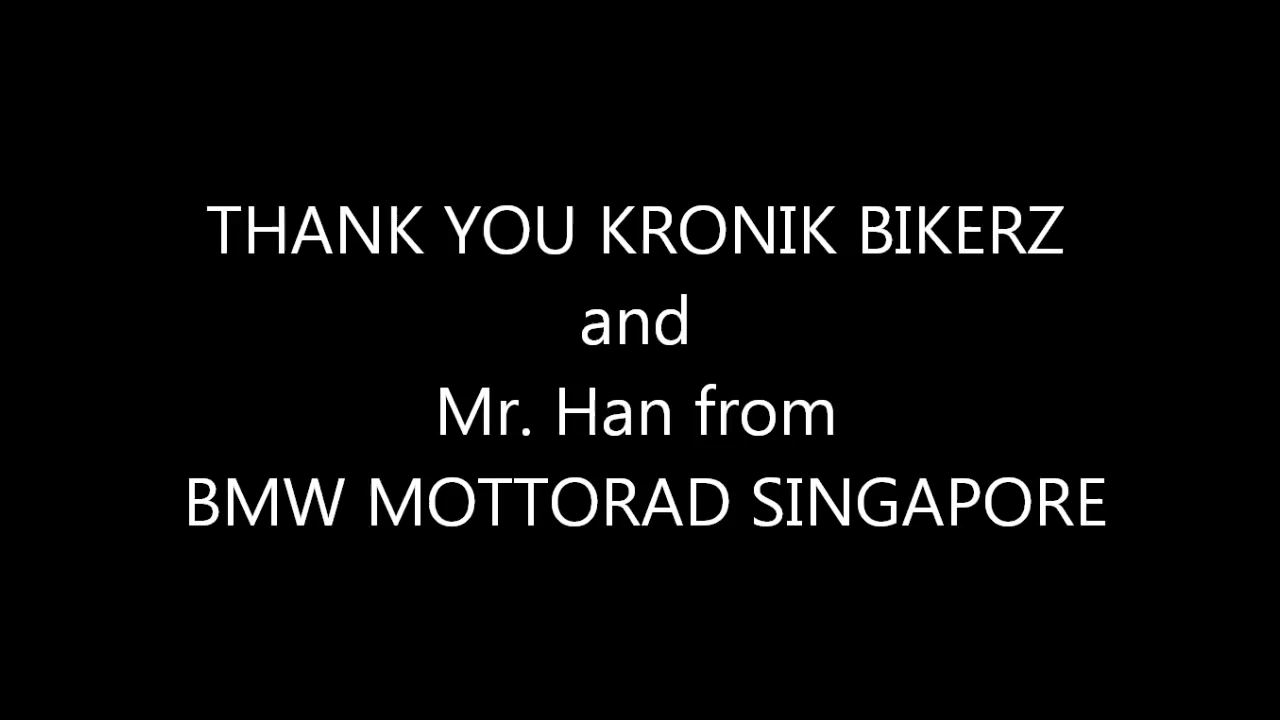 THANK YOU KRONIK BIKERZ
and
Mr. Han from
BMW MOTTORAD SINGAPORE